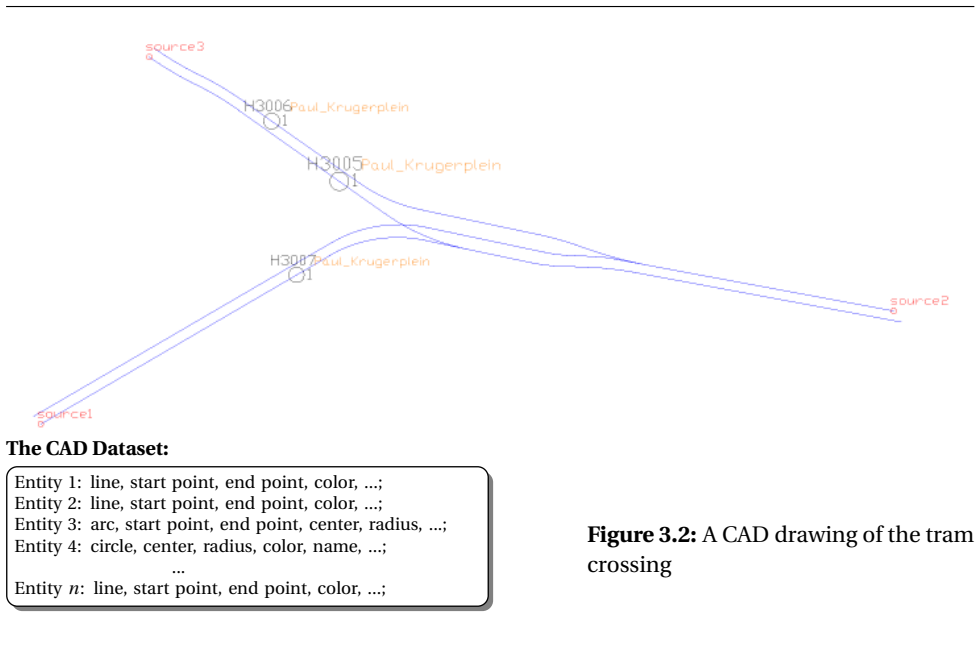 source3
H3006 Paul_Krugerplein
1
H3005 Paul_Krugerplein
1
H3007 Paul_Krugerplein
1
source2
source1
The CAD Dataset:
Entity 1: line, start point, end point, color, ...;
Entity 2: line, start point, end point, color, ...;
Entity 3: arc, start point, end point, center, radius, ...;
Entity 4: circle, center, radius, color, name, ...;
...
Entity n: line, start point, end point, color, ...;
Figure 3.2: A CAD drawing of the tram
crossing